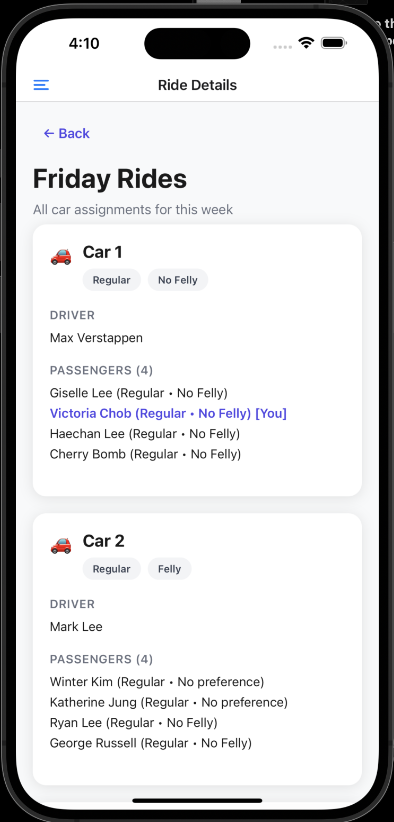 4:10
Ride Details
← Back
Friday Rides
All car assignments for this week
Car 1
Regular No Felly
DRIVER
Max Verstappen
PASSENGERS (4)
Giselle Lee (Regular • No Felly)
Victoria Chob (Regular • No Felly) [You]
Haechan Lee (Regular • No Felly)
Cherry Bomb (Regular • No Felly)
Car 2
Regular Felly
DRIVER
Mark Lee
PASSENGERS (4)
Winter Kim (Regular • No preference)
Katherine Jung (Regular • No preference)
Ryan Lee (Regular • No Felly)
George Russell (Regular • No Felly)